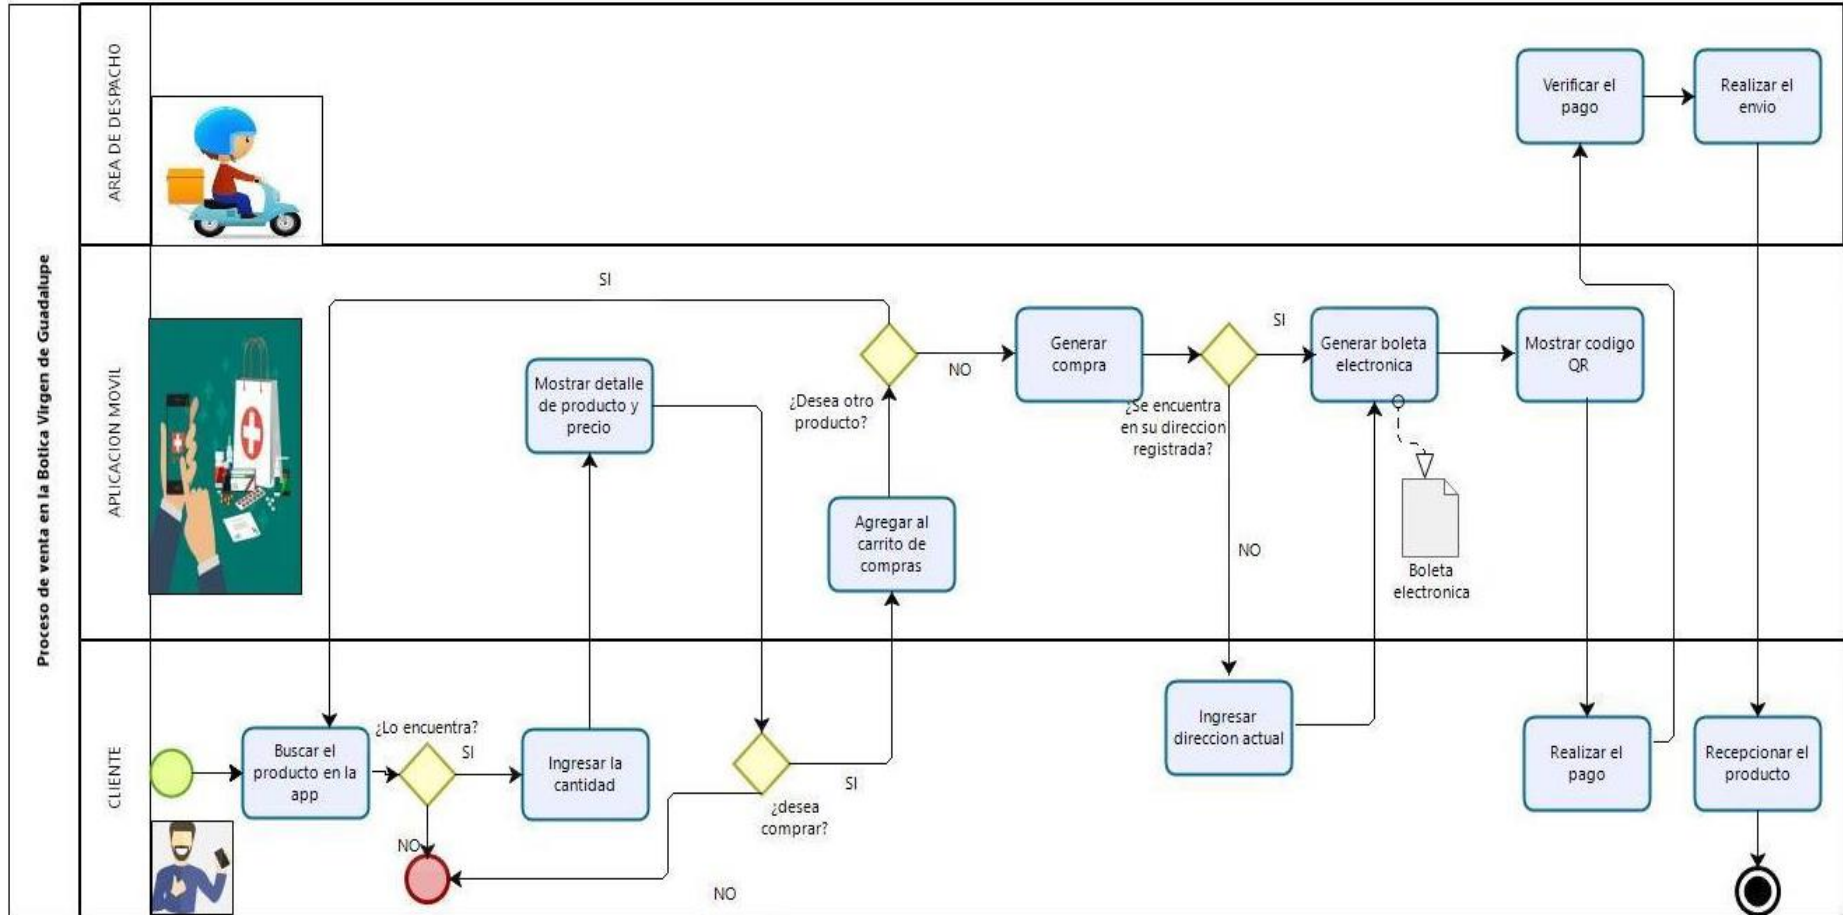 Proceso de venta en la Botica Virgen de Guadalupe
AREA DE DESPACHO
Verificar el
pago
Realizar el
envio
APLICACION MOVIL
SI
Mostrar detalle
de producto y
precio
¿Desea otro
producto?
NO
Agregar al
carrito de
compras
Generar
compra
¿Se encuentra
en su direccion
registrada?
SI
NO
Generar boleta
electronica
Boleta
electronica
Mostrar codigo
QR
CLIENTE
Buscar el
producto en la
app
¿Lo encuentra?
SI
NO
Ingresar la
cantidad
¿desea
comprar?
SI
NO
Ingresar
direccion actual
Realizar el
pago
Recepcionar el
producto